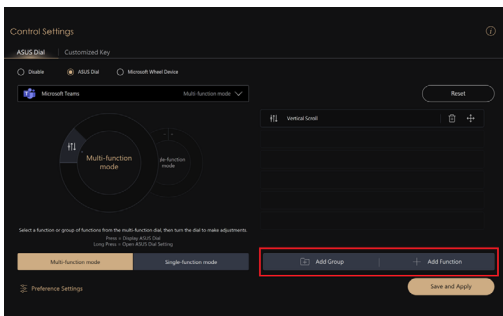 Control Settings
ASUS Dial Customized Key
Disable ASUS Dial Microsoft Wheel Device
Microsoft Teams Multi-function mode
Reset
Vertical Scroll
Multi-function
mode
le-function
mode
Select a function or group of functions from the multi-function dial, then turn the dial to make adjustments.
Press = Display ASUS Dial
Long Press = Open ASUS Dial Setting
Multi-function mode Single-function mode
Add Group Add Function
Preference Settings
Save and Apply